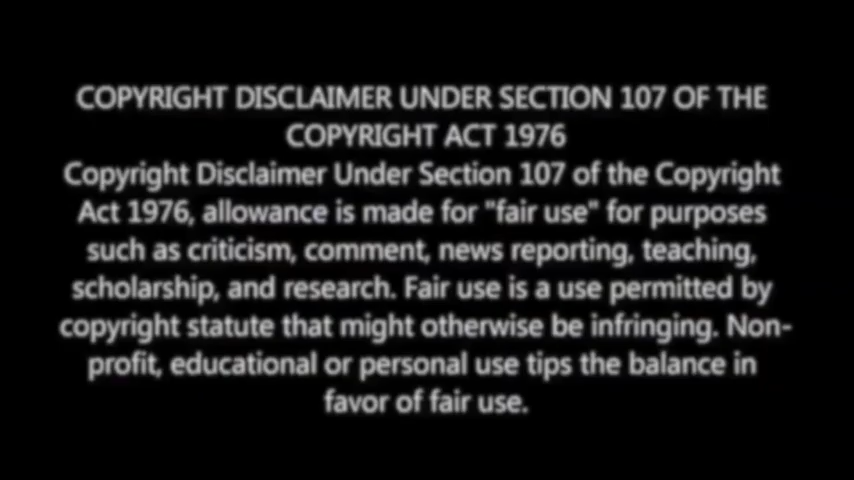 COPYRIGHT DISCLAIMER UNDER SECTION 107 OF THE
COPYRIGHT ACT 1976
Copyright Disclaimer Under Section 107 of the Copyright
Act 1976, allowance is made for "fair use" for purposes
such as criticism, comment, news reporting, teaching,
scholarship, and research. Fair use is a use permitted by
copyright statute that might otherwise be infringing. Non-
profit, educational or personal use tips the balance in
favor of fair use.